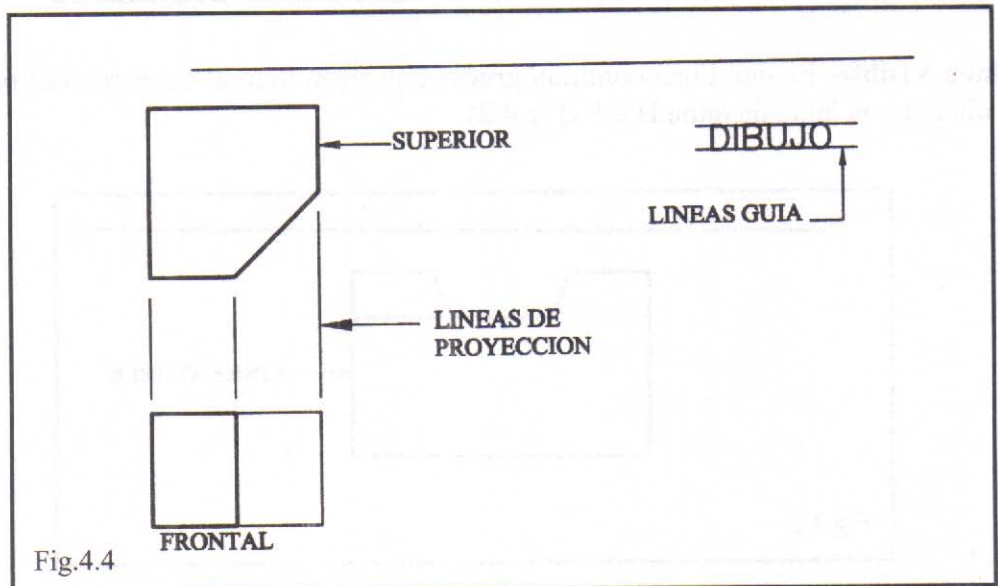 SUPERIOR
DIBUJO
LINEAS GUIA
LINEAS DE
PROYECCION
FRONTAL
Fig.4.4